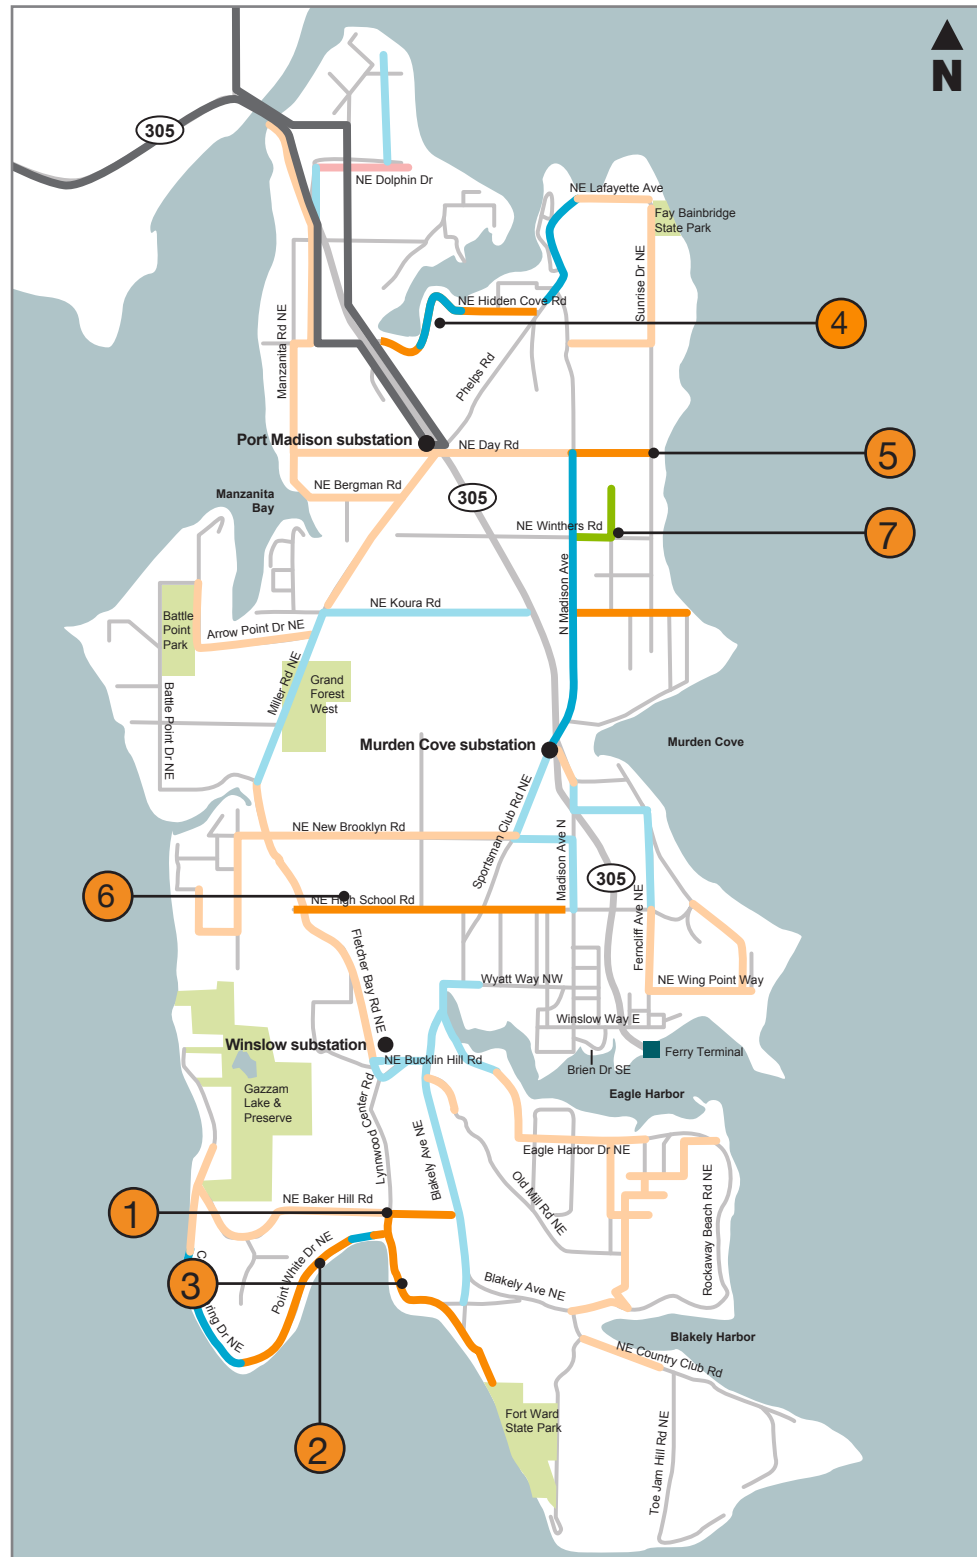 N
305
NE Dolphin Dr
NE Lafayette Ave
Fay Bainbridge
State Park
Sunrise Dr NE
NE Hidden Cove Rd
4
Manzanita Rd NE
Phelps Rd
Port Madison substation
NE Day Rd
5
NE Bergman Rd
Manzanita
Bay
305
NE Winthers Rd
7
N Madison Ave
NE Koura Rd
Battle
Point
Park
Arrow Point Dr NE
Miller Rd NE
Grand
Forest
West
Battle Point Dr NE
Murden Cove substation
Murden Cove
Sportsman Club Rd NE
NE New Brooklyn Rd
Madison Ave N
305
6
NE High School Rd
Ferncliff Ave NE
Fletcher Bay Rd NE
Wyatt Way NW
NE Wing Point Way
Winslow Way E
Winslow substation
NE Bucklin Hill Rd
Ferry Terminal
Brien Dr SE
Eagle Harbor
Gazzam
Lake &
Preserve
Lynnwood Center Rd
Blakely Ave NE
Eagle Harbor Dr NE
Old Mill Rd NE
Rockaway Beach Rd NE
1
NE Baker Hill Rd
Point White Dr NE
3
C
ring Dr NE
Blakely Ave NE
Blakely Harbor
NE Country Club Rd
2
Fort Ward
State Park
Toe Jam Hill Rd NE